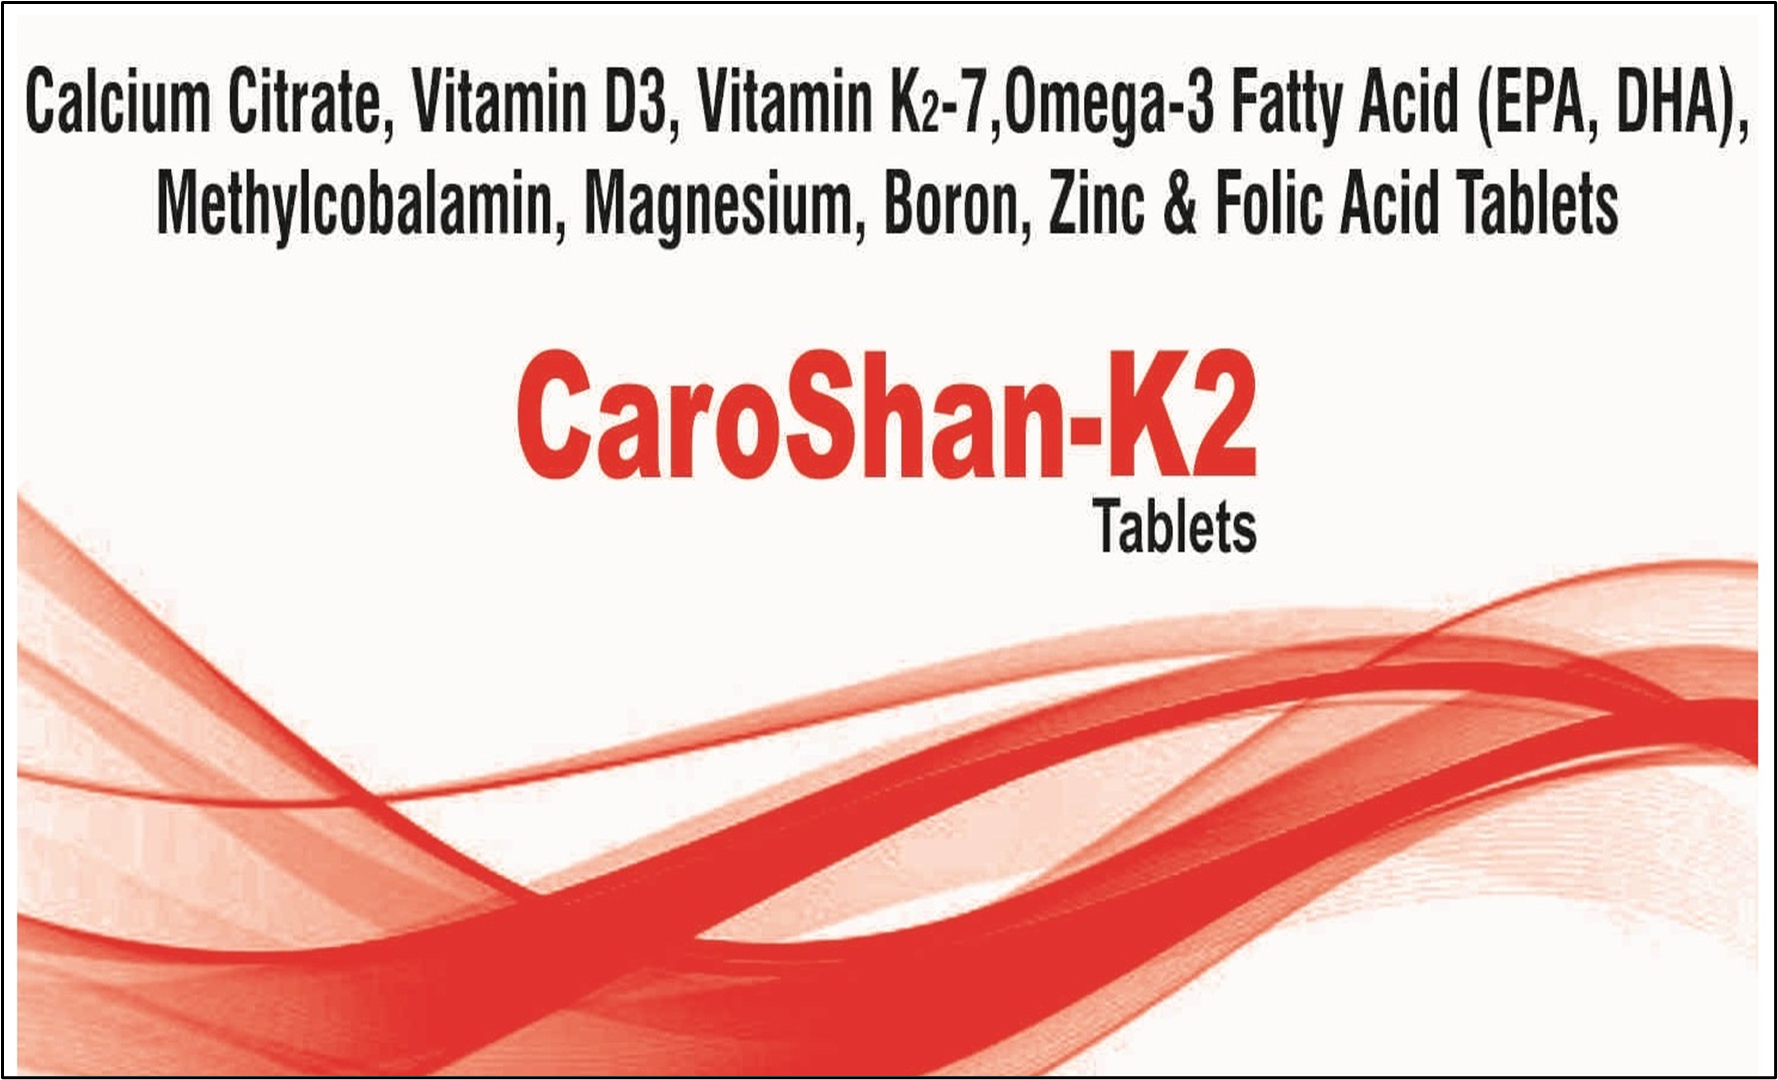 Calcium Citrate, Vitamin D3, Vitamin K2-7,Omega-3 Fatty Acid (EPA, DHA),
Methylcobalamin, Magnesium, Boron, Zinc & Folic Acid Tablets
CaroShan-K2
Tablets